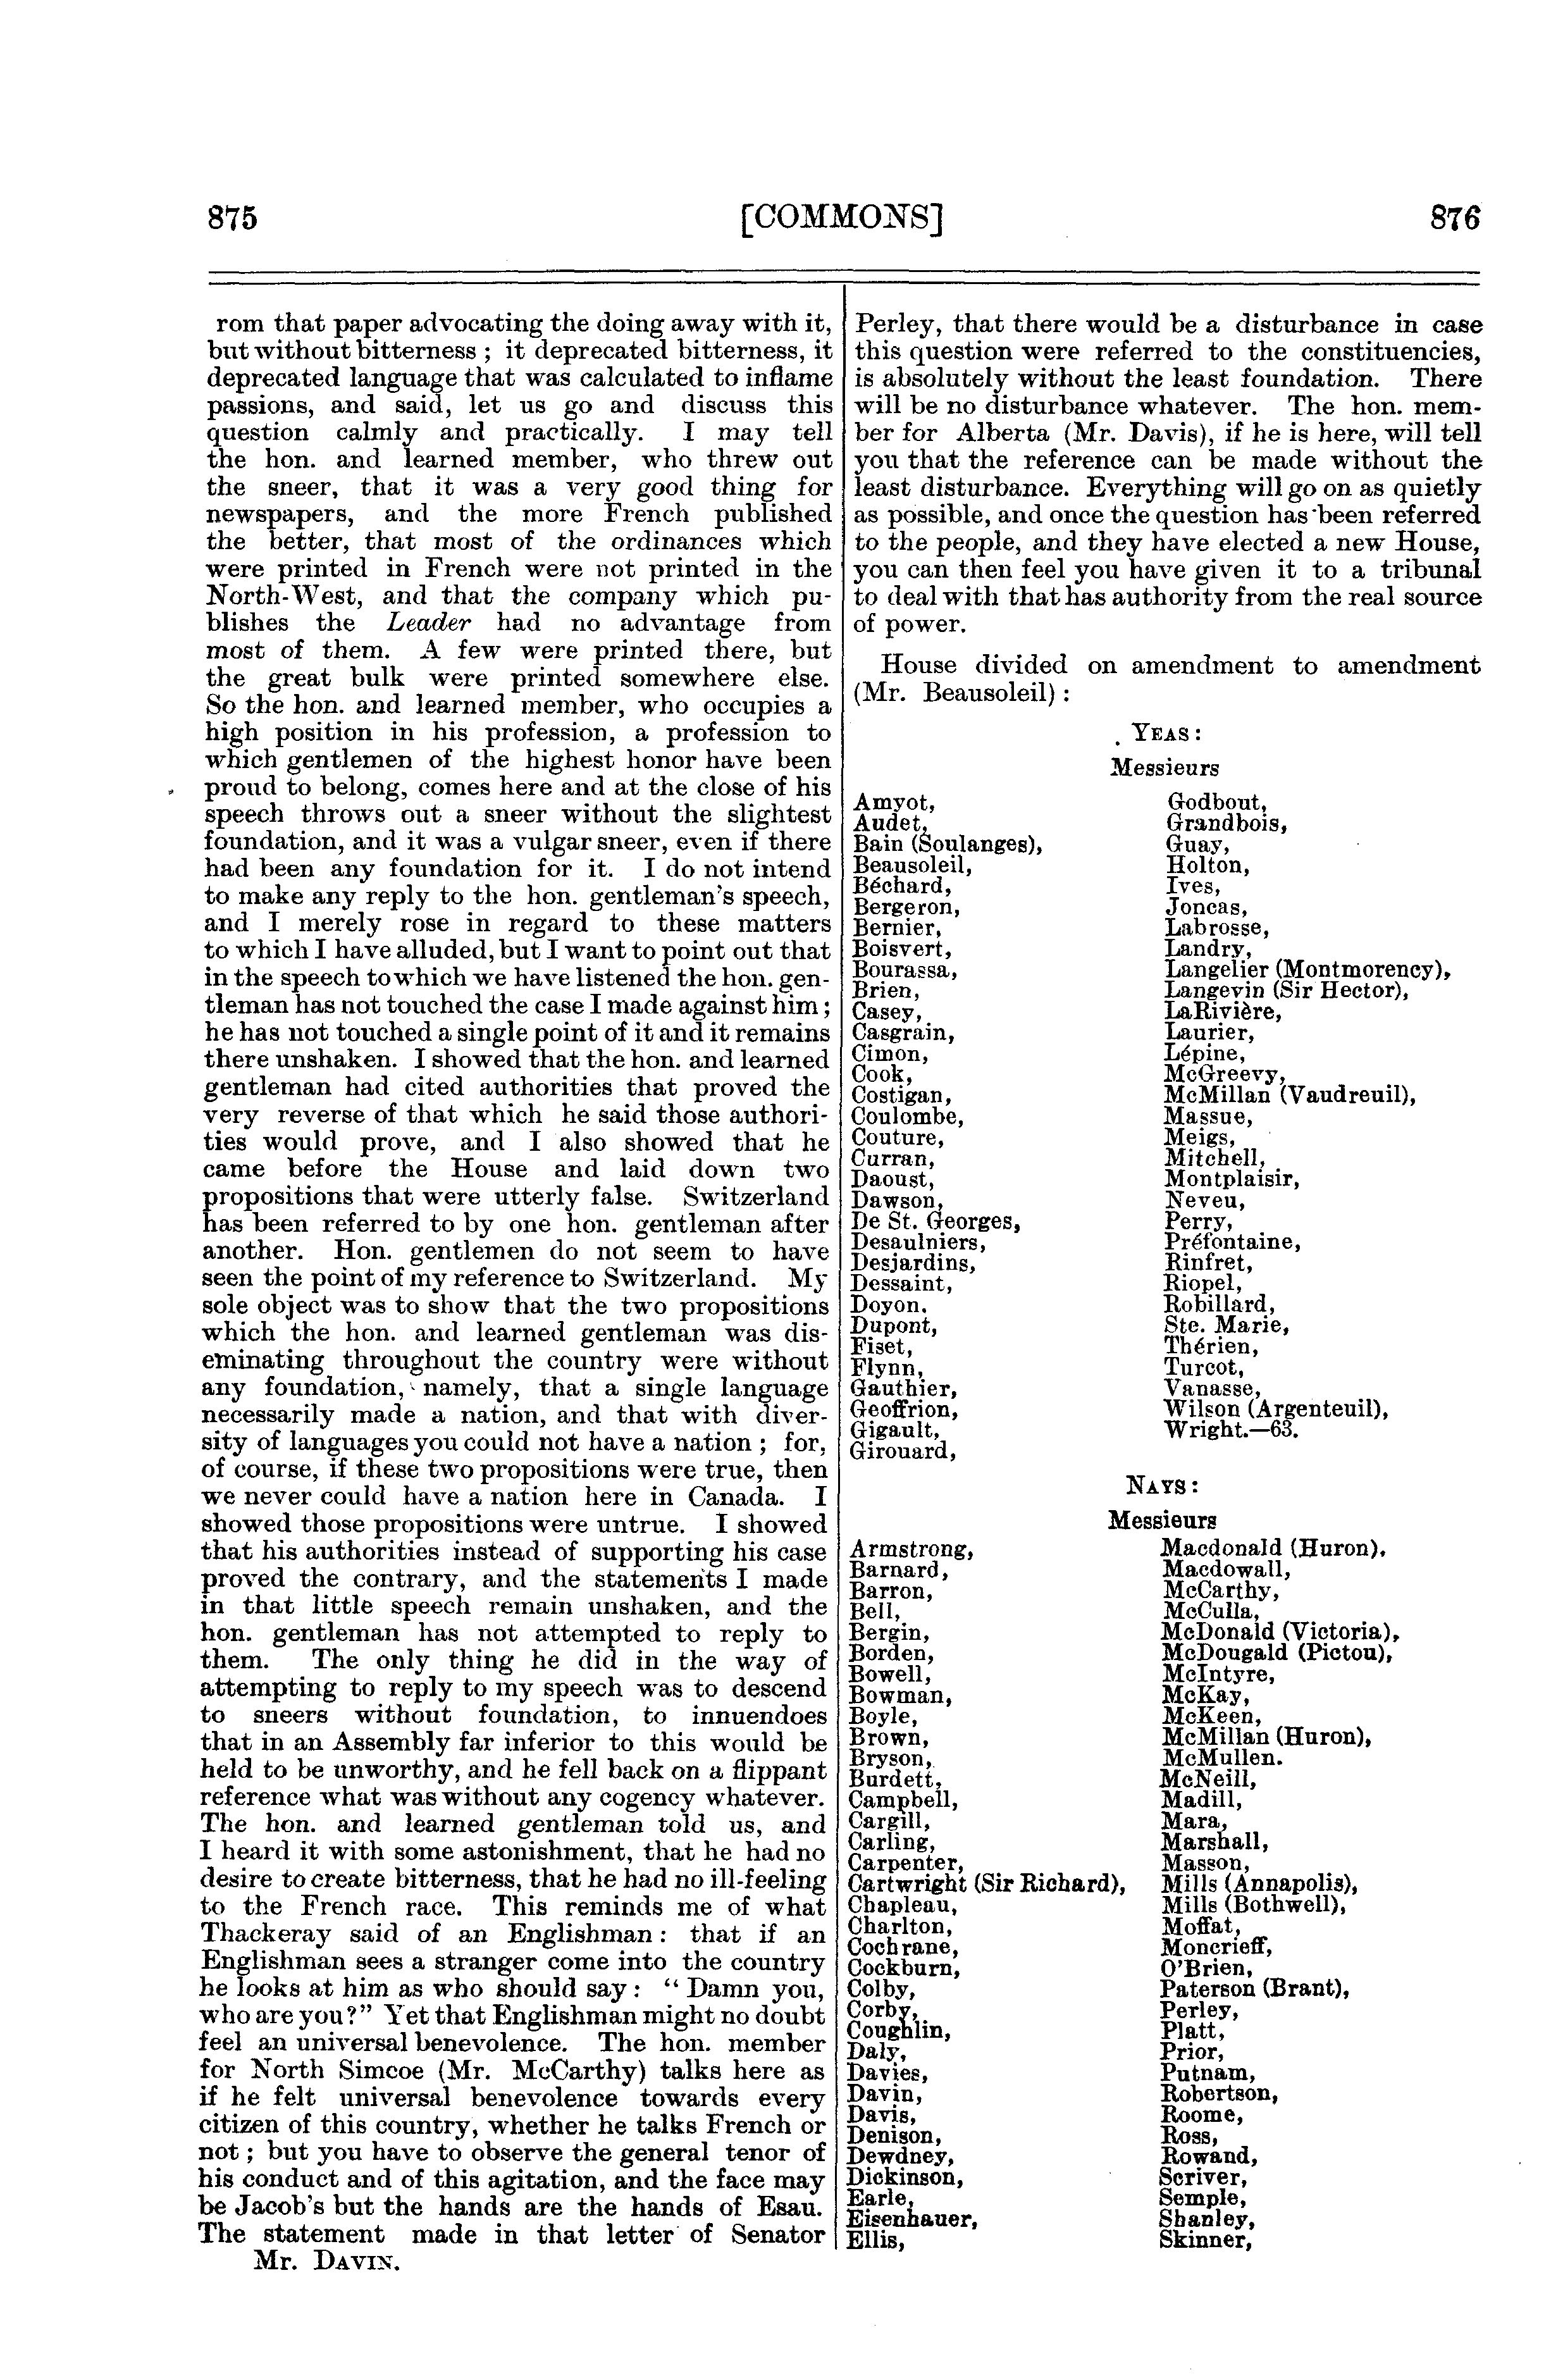 875
[COMMONS]
876
rom that paper advocating the doing away with it,
but without bitterness ; it deprecated bitterness, it
deprecated language that was calculated to inflame
passions, and said, let us go and discuss this
question calmly and practically. I may tell
the hon. and learned member, who threw out
the sneer, that it was a very good thing for
newspapers, and the more French published
the better, that most of the ordinances which
were printed in French were not printed in the
North-West, and that the company which pu-
blishes the Leader had no advantage from
most of them. A few were printed there, but
the great bulk were printed somewhere else.
So the hon. and learned member, who occupies a
high position in his profession, a profession to
which gentlemen of the highest honor have been
proud to belong, comes here and at the close of his
speech throws out a sneer without the slightest
foundation, and it was a vulgar sneer, even if there
had been any foundation for it. I do not intend
to make any reply to the hon. gentleman's speech,
and I merely rose in regard to these matters
to which I have alluded, but I want to point out that
in the speech to which we have listened the hon. gen-
tleman has not touched the case I made against him ;
he has not touched a single point of it and it remains
there unshaken. I showed that the hon. and learned
gentleman had cited authorities that proved the
very reverse of that which he said those authori-
ties would prove, and I also showed that he
came before the House and laid down two
propositions that were utterly false. Switzerland
has been referred to by one hon. gentleman after
another. Hon. gentlemen do not seem to have
seen the point of my reference to Switzerland. My
sole object was to show that the two propositions
which the hon. and learned gentleman was dis-
eminating throughout the country were without
any foundation, namely, that a single language
necessarily made a nation, and that with diver-
sity of languages you could not have a nation ; for,
of course, if these two propositions were true, then
we never could have a nation here in Canada. I
showed those propositions were untrue. I showed
that his authorities instead of supporting his case
proved the contrary, and the statements I made
in that little speech remain unshaken, and the
hon. gentleman has not attempted to reply to
them. The only thing he did in the way of
attempting to reply to my speech was to descend
to sneers without foundation, to innuendoes
that in an Assembly far inferior to this would be
held to be unworthy, and he fell back on a flippant
reference what was without any cogency whatever.
The hon. and learned gentleman told us, and
I heard it with some astonishment, that he had no
desire to create bitterness, that he had no ill-feeling
to the French race. This reminds me of what
Thackeray said of an Englishman : that if an
Englishman sees a stranger come into the country
he looks at him as who should say : " Damn you,
who are you?" Yet that Englishman might no doubt
feel an universal benevolence. The hon. member
for North Simcoe (Mr. McCarthy) talks here as
if he felt universal benevolence towards every
citizen of this country, whether he talks French or
not ; but you have to observe the general tenor of
his conduct and of this agitation, and the face may
be Jacob's but the hands are the hands of Esau.
The statement made in that letter of Senator
Mr. DAVIN.
Perley, that there would be a disturbance in case
this question were referred to the constituencies,
is absolutely without the least foundation. There
will be no disturbance whatever. The hon. mem-
ber for Alberta (Mr. Davis), if he is here, will tell
you that the reference can be made without the
least disturbance. Everything will go on as quietly
as possible, and once the question has been referred
to the people, and they have elected a new House,
you can then feel you have given it to a tribunal
to deal with that has authority from the real source
of power.
House divided on amendment to amendment
(Mr. Beausoleil) :
YEAS :
Messieurs
Amyot,
Audet,
Bain (Soulanges),
Beausoleil,
Béchard,
Bergeron,
Bernier,
Boisvert,
Bourassa,
Brien,
Casey,
Casgrain,
Cimon,
Cook,
Costigan,
Coulombe,
Couture,
Curran,
Daoust,
Dawson,
De St. Georges,
Desaulniers,
Desjardins,
Dessaint,
Doyon.
Dupont,
Fiset,
Flynn,
Gauthier,
Geoffrion,
Gigault,
Girouard,
Godbout,
Grandbois,
Guay,
Holton,
Ives,
Joncas,
Labrosse,
Landry,
Langelier (Montmorency),
Langevin (Sir Hector),
LaRivière,
Laurier,
Lépine,
McGreevy,
McMillan (Vaudreuil),
Massue,
Meigs,
Mitchell,
Montplaisir,
Neveu,
Perry,
Préfontaine,
Rinfret,
Riopel,
Robillard,
Ste. Marie,
Thérien,
Turcot,
Vanasse,
Wilson (Argenteuil),
Wright.—63.
NAYS :
Messieurs
Armstrong,
Barnard,
Barron,
Bell,
Bergin,
Borden,
Bowell,
Bowman,
Boyle,
Brown,
Bryson,
Burdett,
Campbell,
Cargill,
Carling,
Carpenter,
Cartwright (Sir Richard),
Chapleau,
Charlton,
Cochrane,
Cockburn,
Colby,
Corby,
Coughlin,
Daly,
Davies,
Davin,
Davis,
Denison,
Dewdney,
Dickinson,
Earle,
Eisenhauer,
Ellis,
Macdonald (Huron),
Macdowall,
McCarthy,
McCulla,
McDonald (Victoria),
McDougald (Pictou),
McIntyre,
McKay,
McKeen,
McMillan (Huron),
McMullen.
McNeill,
Madill,
Mara,
Marshall,
Masson,
Mills (Annapolis),
Mills (Bothwell),
Moffat,
Moncrieff,
O'Brien,
Paterson (Brant),
Perley,
Platt,
Prior,
Putnam,
Robertson,
Roome,
Ross,
Rowand,
Scriver,
Semple,
Shanley,
Skinner,